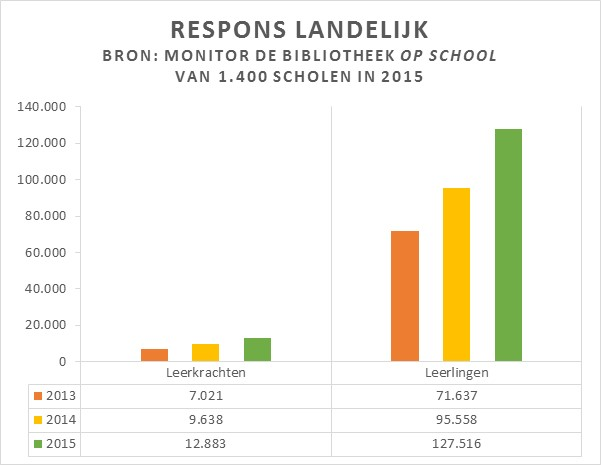 RESPONS LANDELIJK
BRON: MONITOR DE BIBLIOTHEEK OP SCHOOL
VAN 1.400 SCHOLEN IN 2015
140.000
120.000
100.000
80.000
60.000
40.000
20.000
0
Leerkrachten Leerlingen
2013 7.021 71.637
2014 9.638 95.558
2015 12.883 127.516